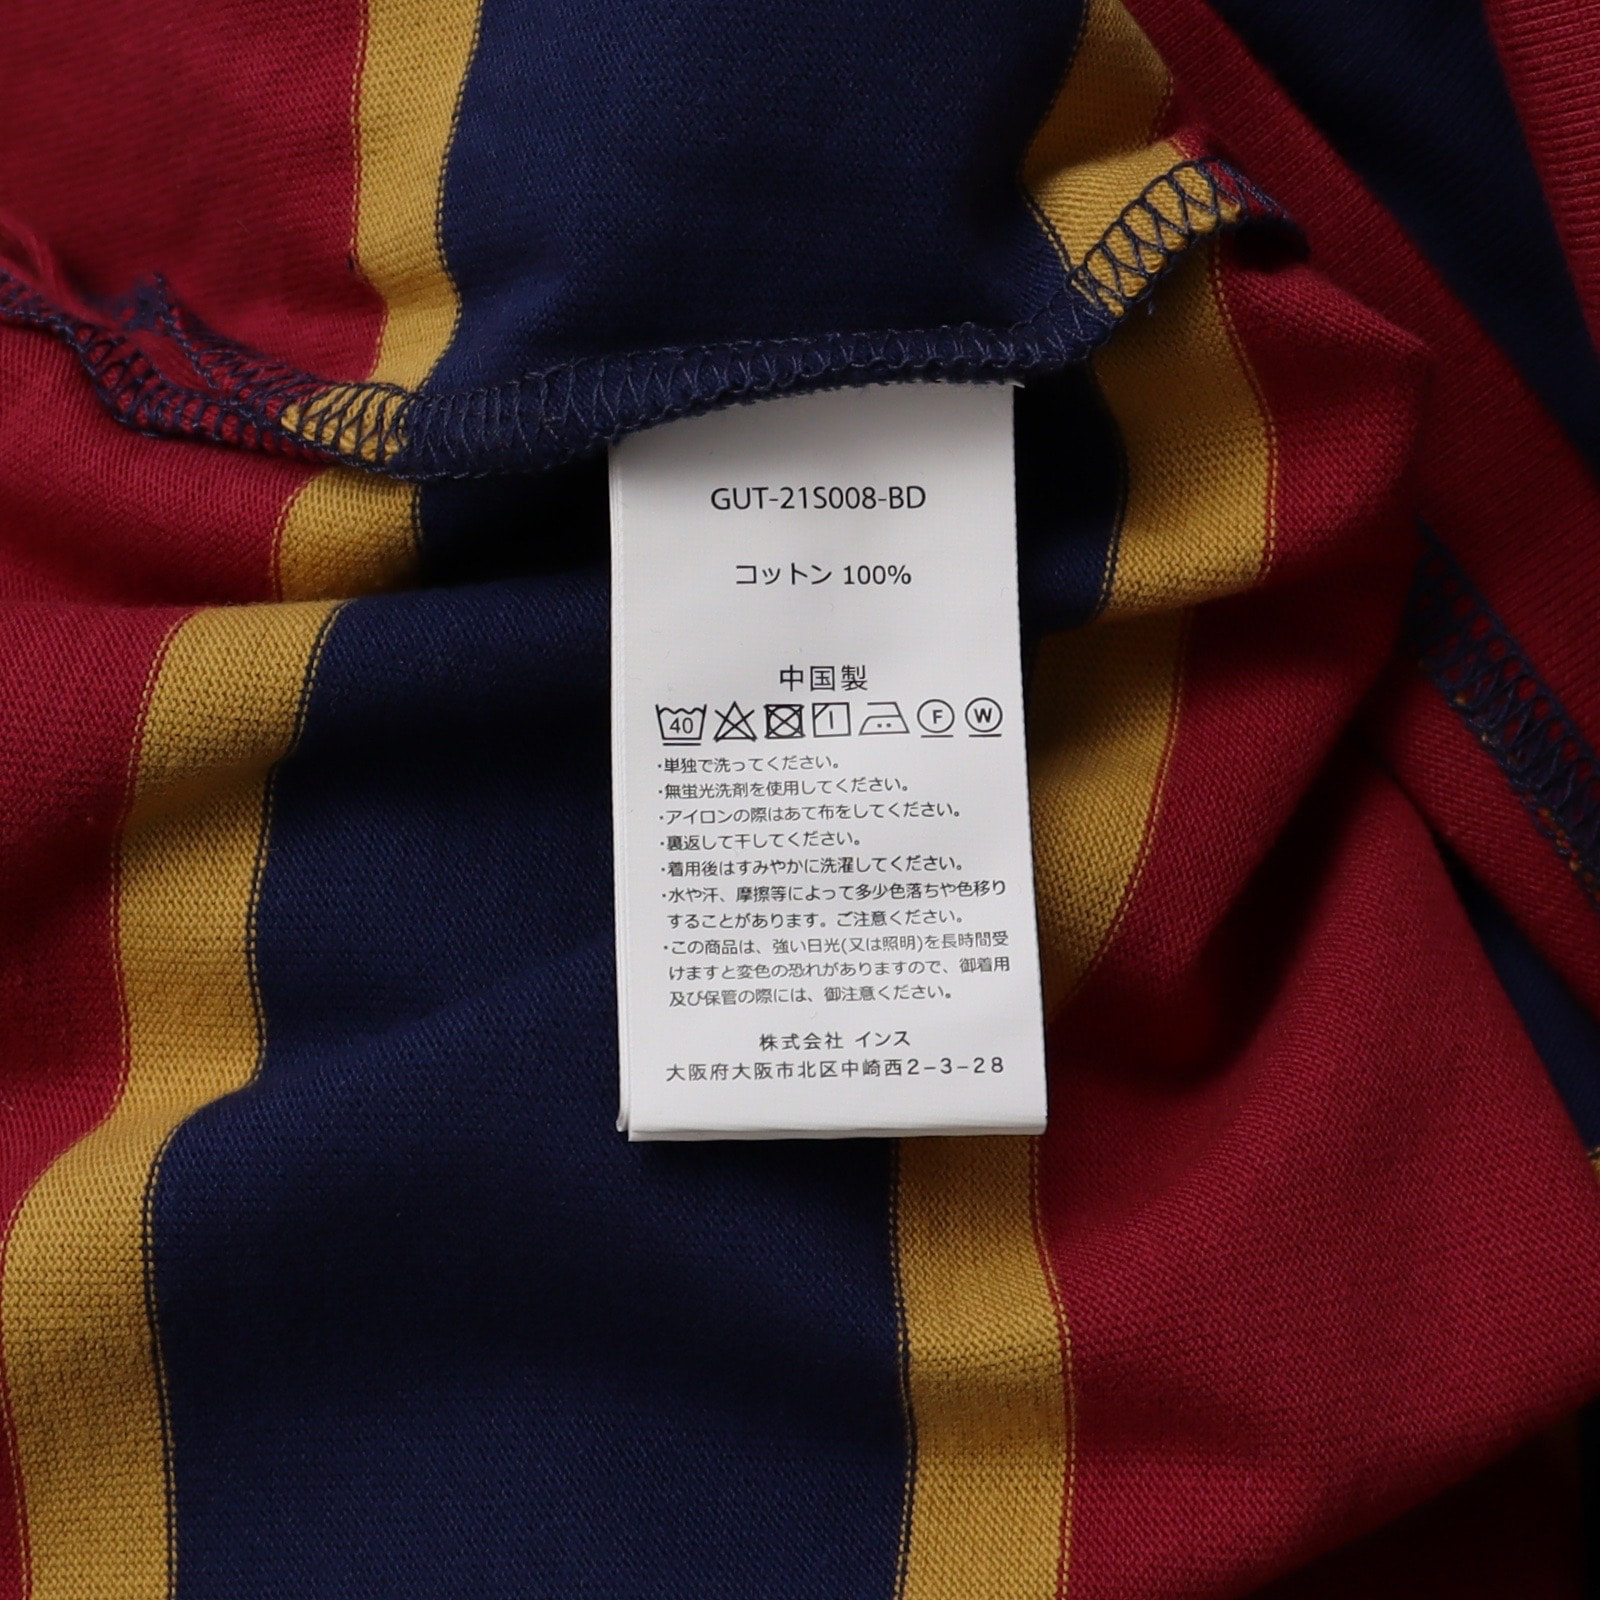 GUT-21S008-BD
コットン 100%
中国製
40 F W
・単独で洗ってください。
・無蛍光洗剤を使用してください。
・アイロンの際はあて布をしてください。
・裏返して干してください。
・着用後はすみやかに洗濯してください。
・水や汗、摩擦等によって多少色落ちや色移り
することがあります。ご注意ください。
・この商品は、強い日光(又は照明)を長時間受
けますと変色の恐れがありますので、御着用
及び保管の際には、御注意ください。
株式会社 インス
大阪府大阪市北区中崎西2-3-28